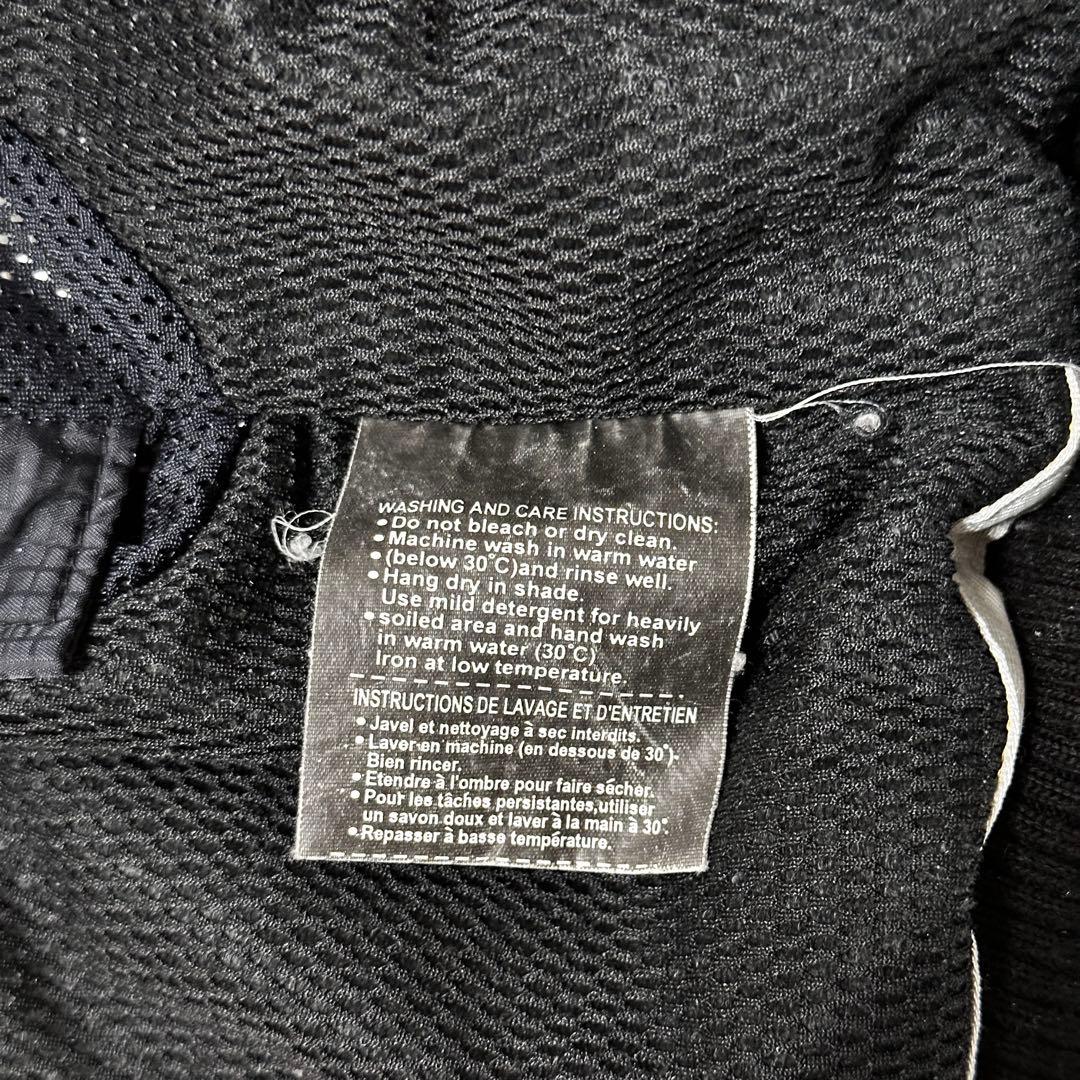 WASHING AND CARE INSTRUCTIONS:
• Do not bleach or dry clean.
• Machine wash in warm water
• (below 30°C)and rinse well.
• Hang dry in shade.
Use mild detergent for heavily
• soiled area and hand wash
in warm water (30°C)
Iron at low temperature.
INSTRUCTIONS DE LAVAGE ET D'ENTRETIEN
• Javel et nettoyage à sec interdits.
• Laver en machine (en dessous de 30°)
Bien rincer.
• Etendre à l'ombre pour faire sécher.
• Pour les tâches persistantes,utiliser
un savon doux et laver à la main à 30°.
• Repasser à basse température.